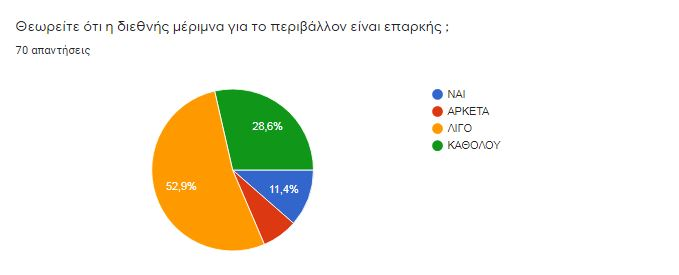 Θεωρείτε ότι η διεθνής μέριμνα για το περιβάλλον είναι επαρκής ;
70 απαντήσεις
ΝΑΙ
ΑΡΚΕΤΑ
ΛΙΓΟ
ΚΑΘΟΛΟΥ
28,6%
52,9%
11,4%